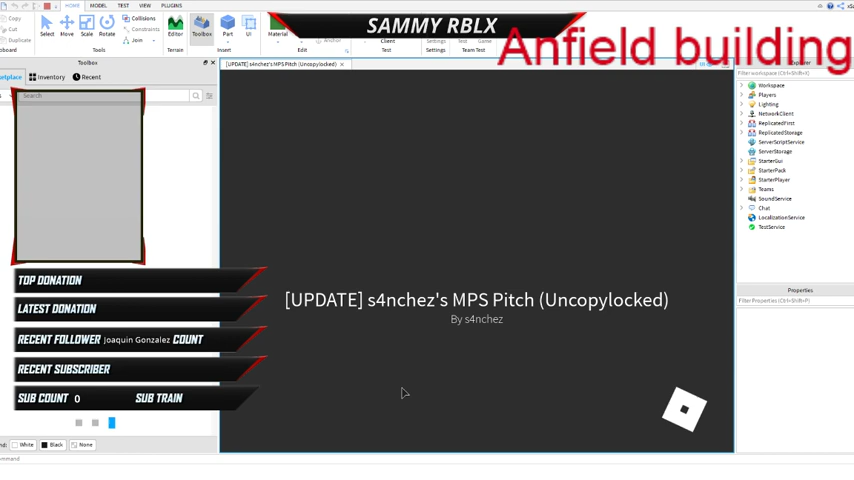 HOME MODEL TEST VIEW PLUGINS
Copy
Duplicate
Select Move Scale Rotate
Collisions
Constraints
Join
Editor Toolbox Part UI Material
SAMMY RBLX
Anfield building
Tools Terrain Insert Edit
Client
Test
Settings
Settings
Team Test
Toolbox
Inventory Recent
Search
[UPDATE] s4nchez's MPS Pitch (Uncopylocked)
Filter workspace (Ctrl+Shift+X)
Workspace
Players
Lighting
NetworkClient
ReplicatedFirst
ReplicatedStorage
ServerScriptService
ServerStorage
StarterGui
StarterPack
StarterPlayer
Teams
SoundService
Chat
LocalizationService
TestService
Properties
Filter Properties (Ctrl+Shift+P)
TOP DONATION
LATEST DONATION
RECENT FOLLOWER Joaquin Gonzalez COUNT
RECENT SUBSCRIBER
SUB COUNT 0 SUB TRAIN
[UPDATE] s4nchez's MPS Pitch (Uncopylocked)
By s4nchez
White Black None